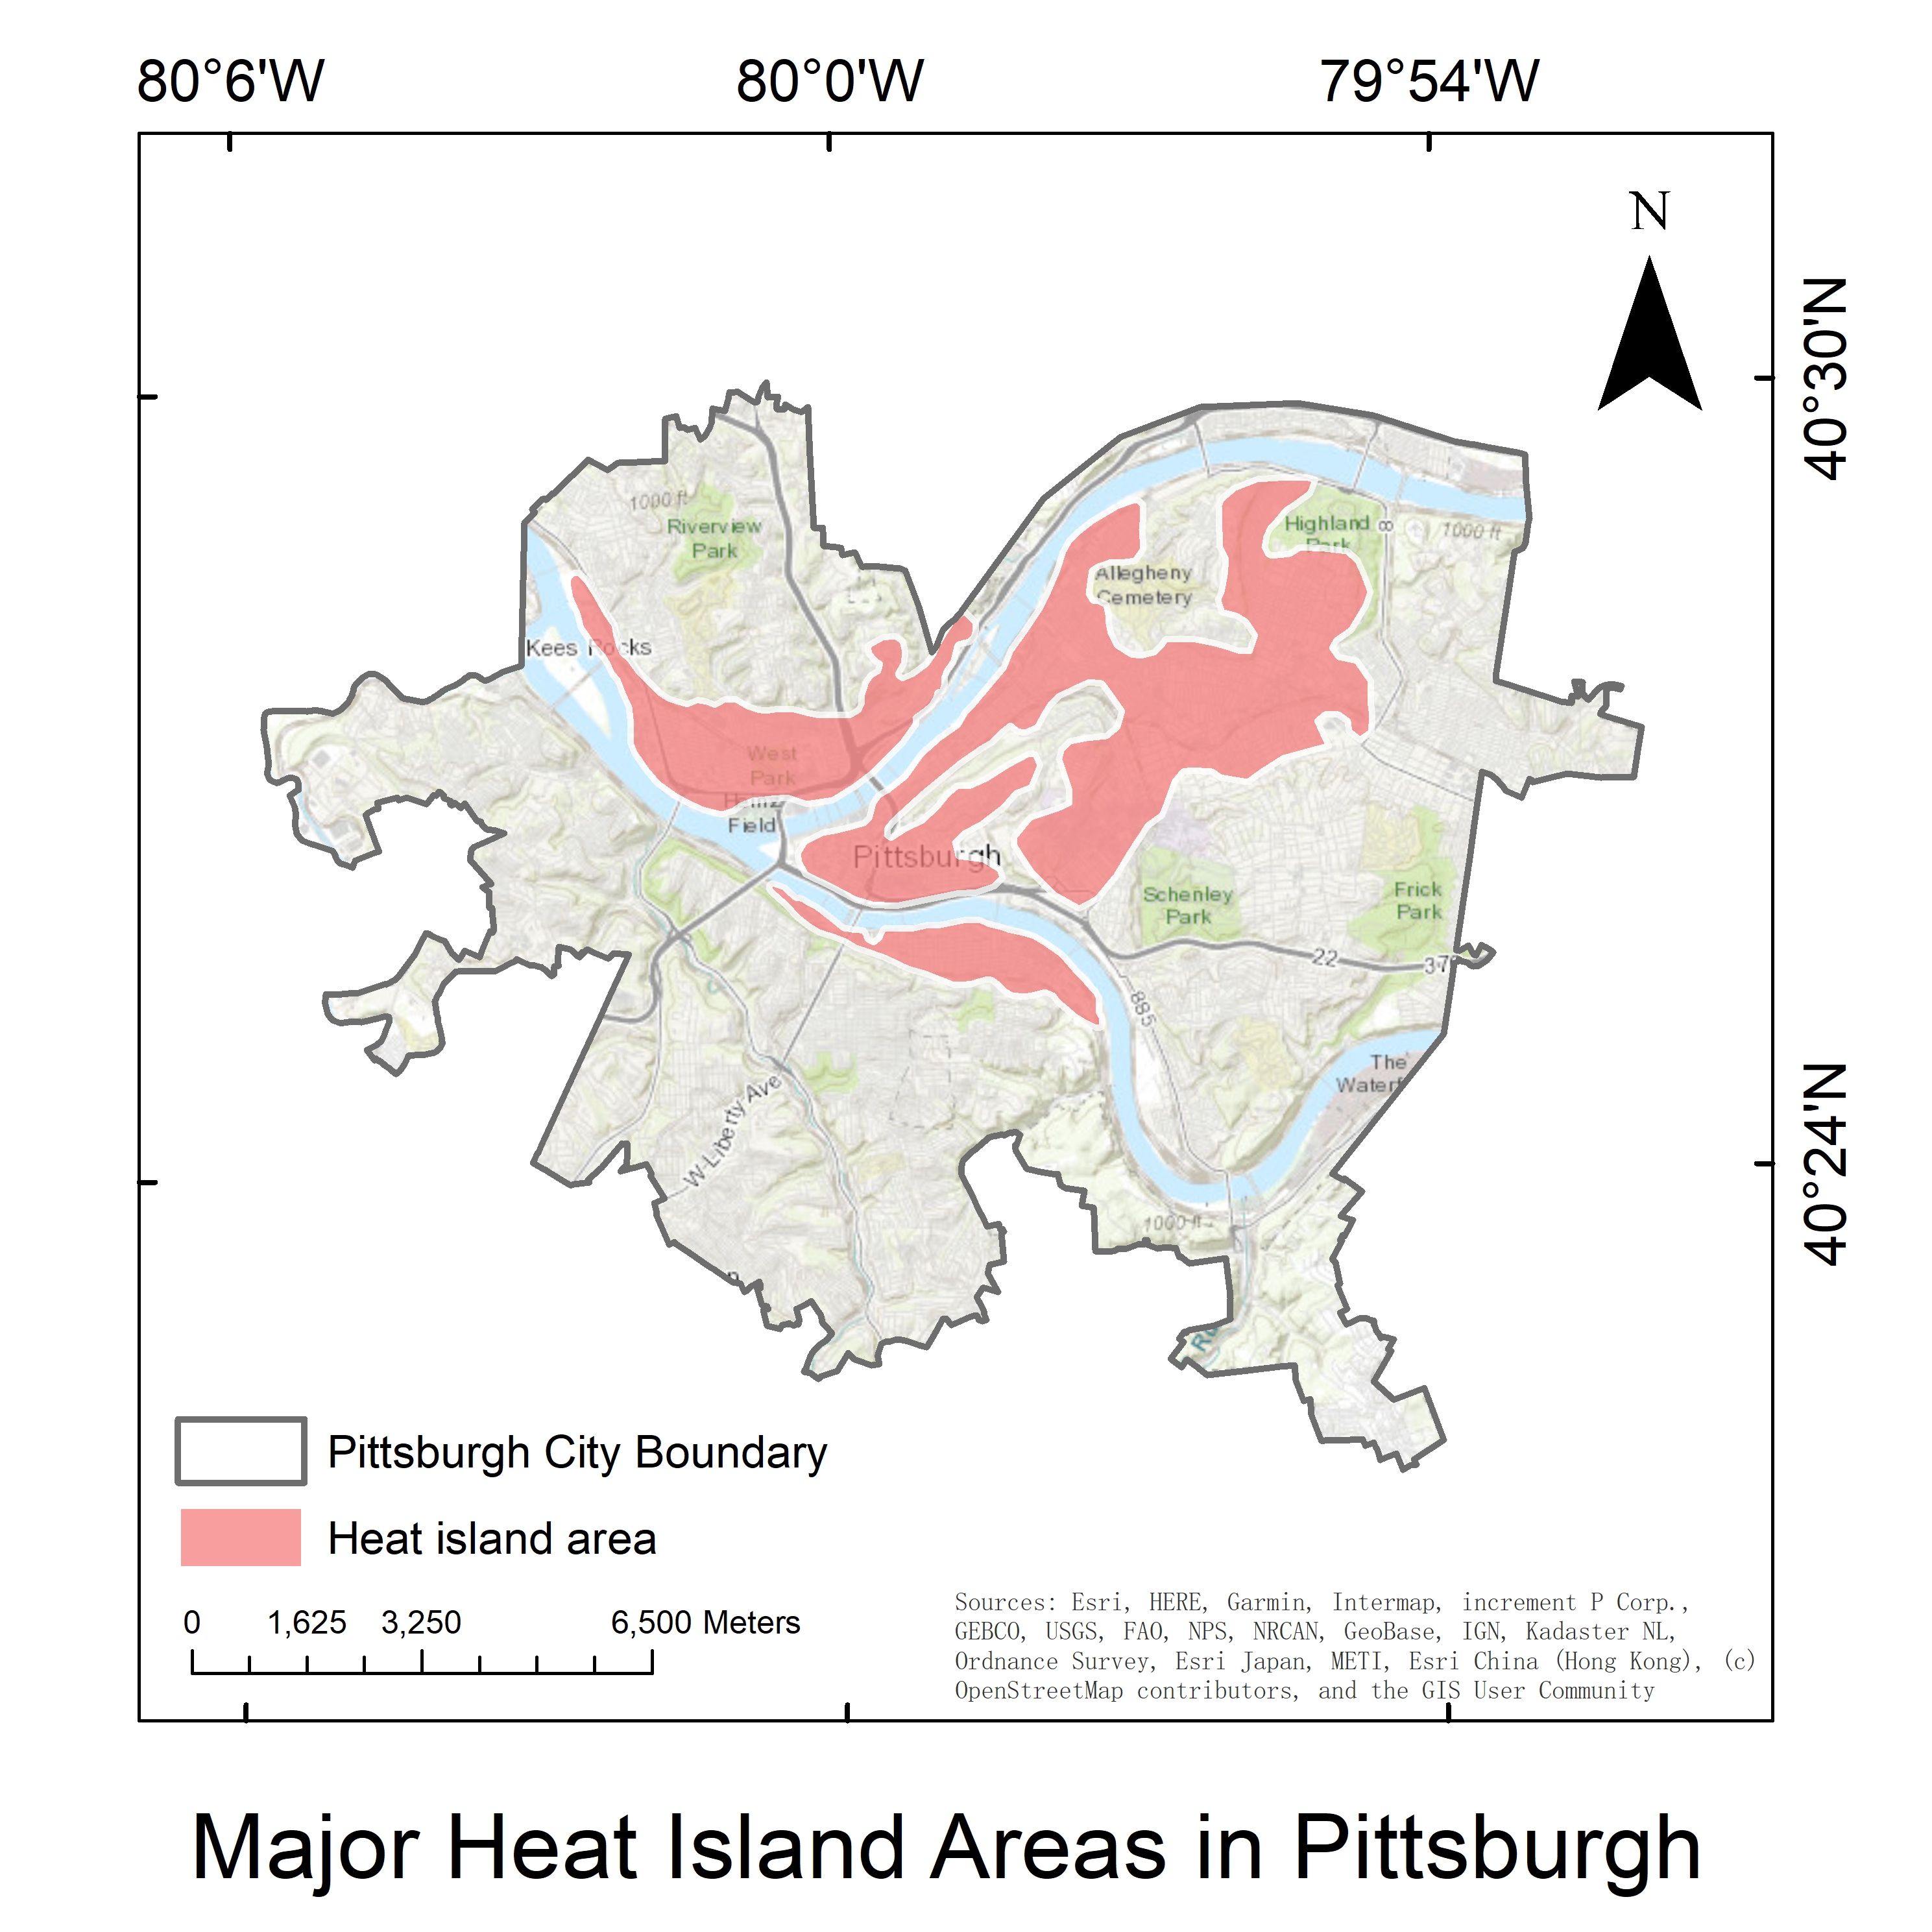 80°6'W 80°0'W 79°54'W
N
40°30'N
1000 ft
Riverview
Park
Highland
Park
8
1000 ft
Allegheny
Cemetery
Kees Rocks
West
Park
Heinz
Field
Pittsburgh
Schenley
Park
Frick
Park
22
37
885
The
Waterf
40°24'N
W Liberty Ave
1000 ft
Ru
Pittsburgh City Boundary
Heat island area
0 1,625 3,250 6,500 Meters
Sources: Esri, HERE, Garmin, Intermap, increment P Corp.,
GEBCO, USGS, FAO, NPS, NRCAN, GeoBase, IGN, Kadaster NL,
Ordnance Survey, Esri Japan, METI, Esri China (Hong Kong), (c)
OpenStreetMap contributors, and the GIS User Community
Major Heat Island Areas in Pittsburgh